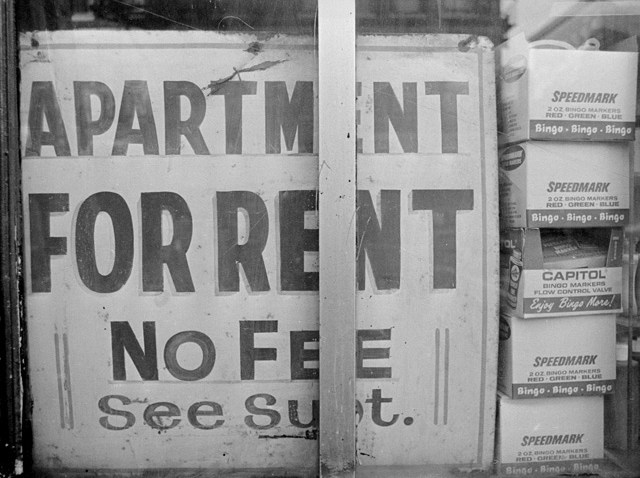 APARTMENT
FOR RENT
NO FEE
See Supt.
SPEEDMARK
2 OZ. BINGO MARKERS
RED · GREEN · BLUE
Bingo · Bingo · Bingo
SPEEDMARK
2 OZ. BINGO MARKERS
RED · GREEN · BLUE
Bingo · Bingo · Bingo
CAPITOL
BINGO MARKERS
FLOW CONTROL VALVE
Enjoy Bingo More!
SPEEDMARK
2 OZ. BINGO MARKERS
RED · GREEN · BLUE
Bingo · Bingo · Bingo
SPEEDMARK
2 OZ. BINGO MARKERS
RED · GREEN · BLUE
Bingo · Bingo · Bingo